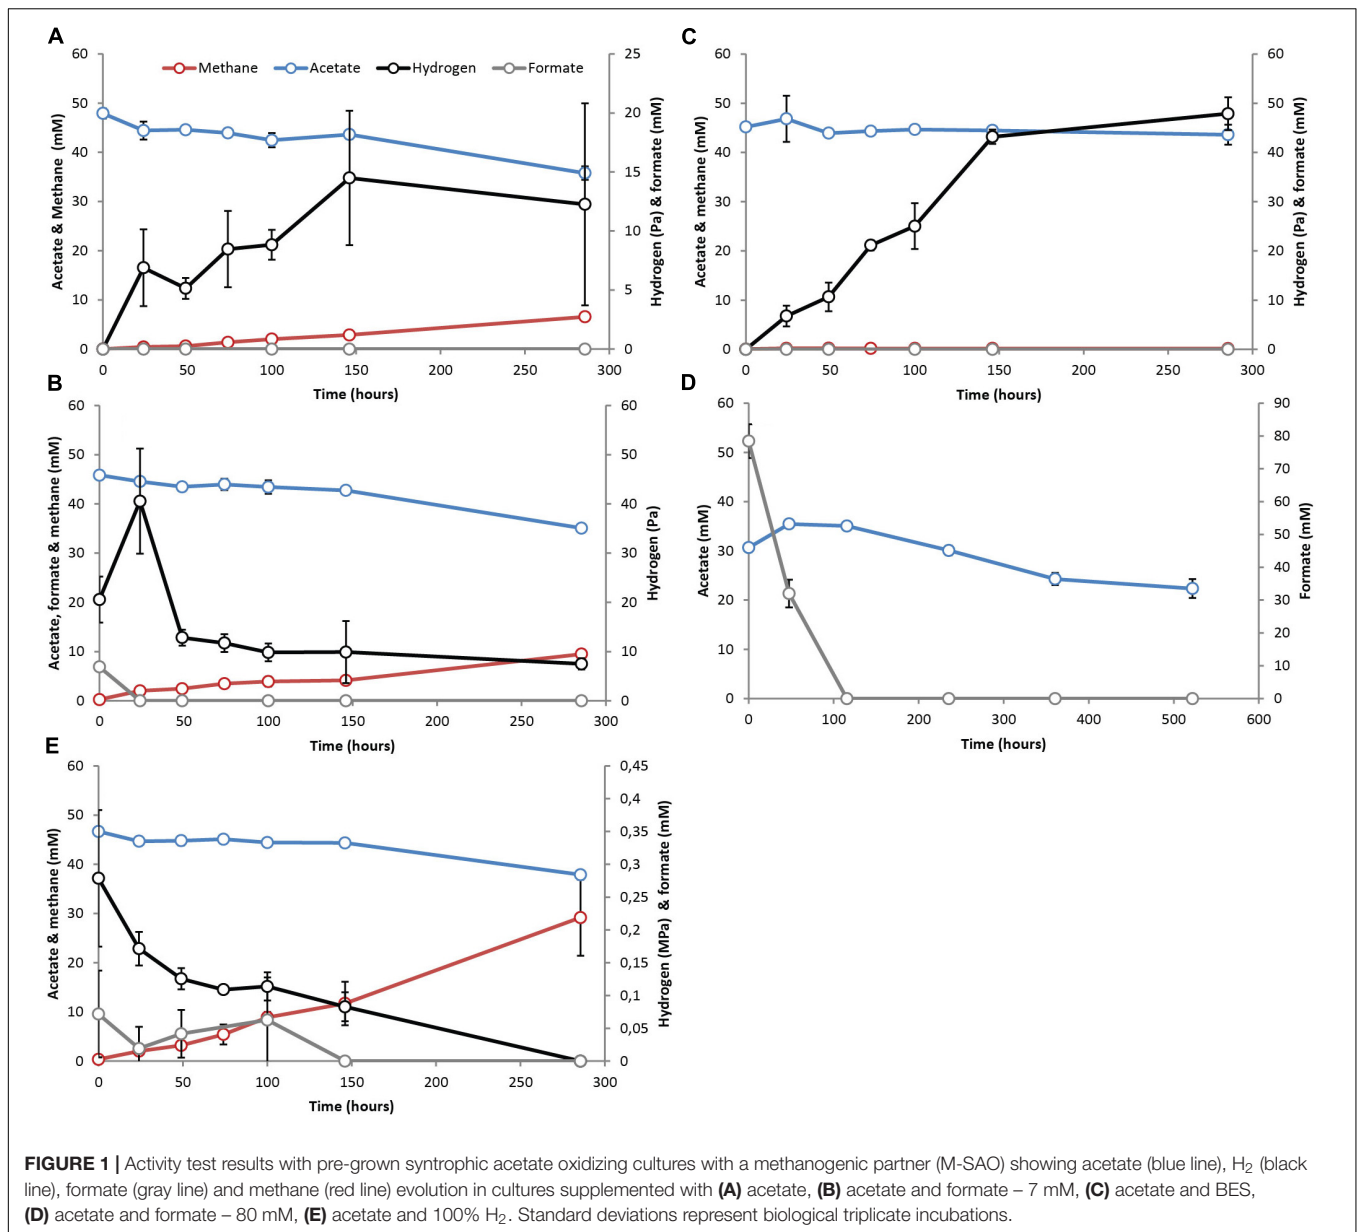 A
60
50
40
30
20
10
0
Acetate & Methane (mM)
Methane
Acetate
Hydrogen
Formate
25
20
15
10
5
0
Hydrogen (Pa) & formate (mM)
0 50 100 150 200 250 300
Time (hours)
C
60
50
40
30
20
10
0
Acetate & methane (mM)
60
50
40
30
20
10
0
Hydrogen (Pa) & formate (mM)
0 50 100 150 200 250 300
Time (hours)
B
60
50
40
30
20
10
0
Acetate, formate & methane (mM)
60
50
40
30
20
10
0
Hydrogen (Pa)
0 50 100 150 200 250 300
Time (hours)
D
60
50
40
30
20
10
0
Acetate (mM)
90
80
70
60
50
40
30
20
10
0
Formate (mM)
0 100 200 300 400 500 600
Time (hours)
E
60
50
40
30
20
10
0
Acetate & methane (mM)
0,45
0,4
0,35
0,3
0,25
0,2
0,15
0,1
0,05
0
Hydrogen (MPa) & formate (mM)
0 50 100 150 200 250 300
Time (hours)
FIGURE 1 | Activity test results with pre-grown syntrophic acetate oxidizing cultures with a methanogenic partner (M-SAO) showing acetate (blue line), H₂ (black
line), formate (gray line) and methane (red line) evolution in cultures supplemented with (A) acetate, (B) acetate and formate – 7 mM, (C) acetate and BES,
(D) acetate and formate – 80 mM, (E) acetate and 100% H₂. Standard deviations represent biological triplicate incubations.